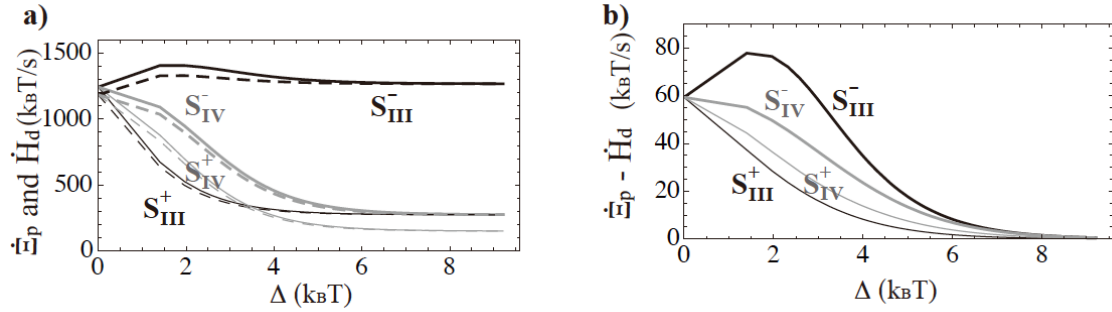 a)
1500
1000
500
0
0 2 4 6 8
Δ (kBT)
Ξ̇p and Ḣd (kBT/s)
S-III
S-IV
S+IV
S+III
b)
80
60
40
20
0
0 2 4 6 8
Δ (kBT)
Ξ̇p - Ḣd (kBT/s)
S-III
S-IV
S+IV
S+III